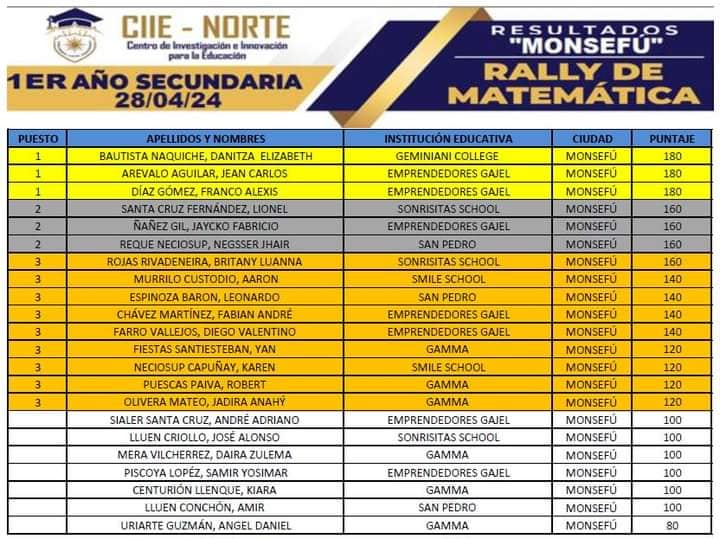 CIIE - NORTE
Centro de Investigación e Innovación
para la Educación
1ER AÑO SECUNDARIA
28/04/24
RESULTADOS
"MONSEFÚ"
RALLY DE
MATEMÁTICA
PUESTO APELLIDOS Y NOMBRES INSTITUCIÓN EDUCATIVA CIUDAD PUNTAJE
1 BAUTISTA NAQUICHE, DANITZA ELIZABETH GEMINIANI COLLEGE MONSEFÚ 180
1 AREVALO AGUILAR, JEAN CARLOS EMPRENDEDORES GAJEL MONSEFÚ 180
1 DÍAZ GÓMEZ, FRANCO ALEXIS EMPRENDEDORES GAJEL MONSEFÚ 180
2 SANTA CRUZ FERNÁNDEZ, LIONEL SONRISITAS SCHOOL MONSEFÚ 160
2 ÑAÑEZ GIL, JAYCKO FABRICIO EMPRENDEDORES GAJEL MONSEFÚ 160
2 REQUE NECIOSUP, NEGSSER JHAIR SAN PEDRO MONSEFÚ 160
3 ROJAS RIVADENEIRA, BRITANY LUANNA SONRISITAS SCHOOL MONSEFÚ 160
3 MURRILO CUSTODIO, AARON SMILE SCHOOL MONSEFÚ 140
3 ESPINOZA BARON, LEONARDO SAN PEDRO MONSEFÚ 140
3 CHÁVEZ MARTÍNEZ, FABIAN ANDRÉ EMPRENDEDORES GAJEL MONSEFÚ 140
3 FARRO VALLEJOS, DIEGO VALENTINO EMPRENDEDORES GAJEL MONSEFÚ 140
3 FIESTAS SANTIESTEBAN, YAN GAMMA MONSEFÚ 120
3 NECIOSUP CAPUÑAY, KAREN SMILE SCHOOL MONSEFÚ 120
3 PUESCAS PAIVA, ROBERT GAMMA MONSEFÚ 120
3 OLIVERA MATEO, JADIRA ANAHÝ GAMMA MONSEFÚ 120
SIALER SANTA CRUZ, ANDRÉ ADRIANO EMPRENDEDORES GAJEL MONSEFÚ 100
LLUEN CRIOLLO, JOSÉ ALONSO SONRISITAS SCHOOL MONSEFÚ 100
MERA VILCHERREZ, DAIRA ZULEMA GAMMA MONSEFÚ 100
PISCOYA LOPÉZ, SAMIR YOSIMAR EMPRENDEDORES GAJEL MONSEFÚ 100
CENTURIÓN LLENQUE, KIARA GAMMA MONSEFÚ 100
LLUEN CONCHÓN, AMIR SAN PEDRO MONSEFÚ 100
URIARTE GUZMÁN, ANGEL DANIEL GAMMA MONSEFÚ 80